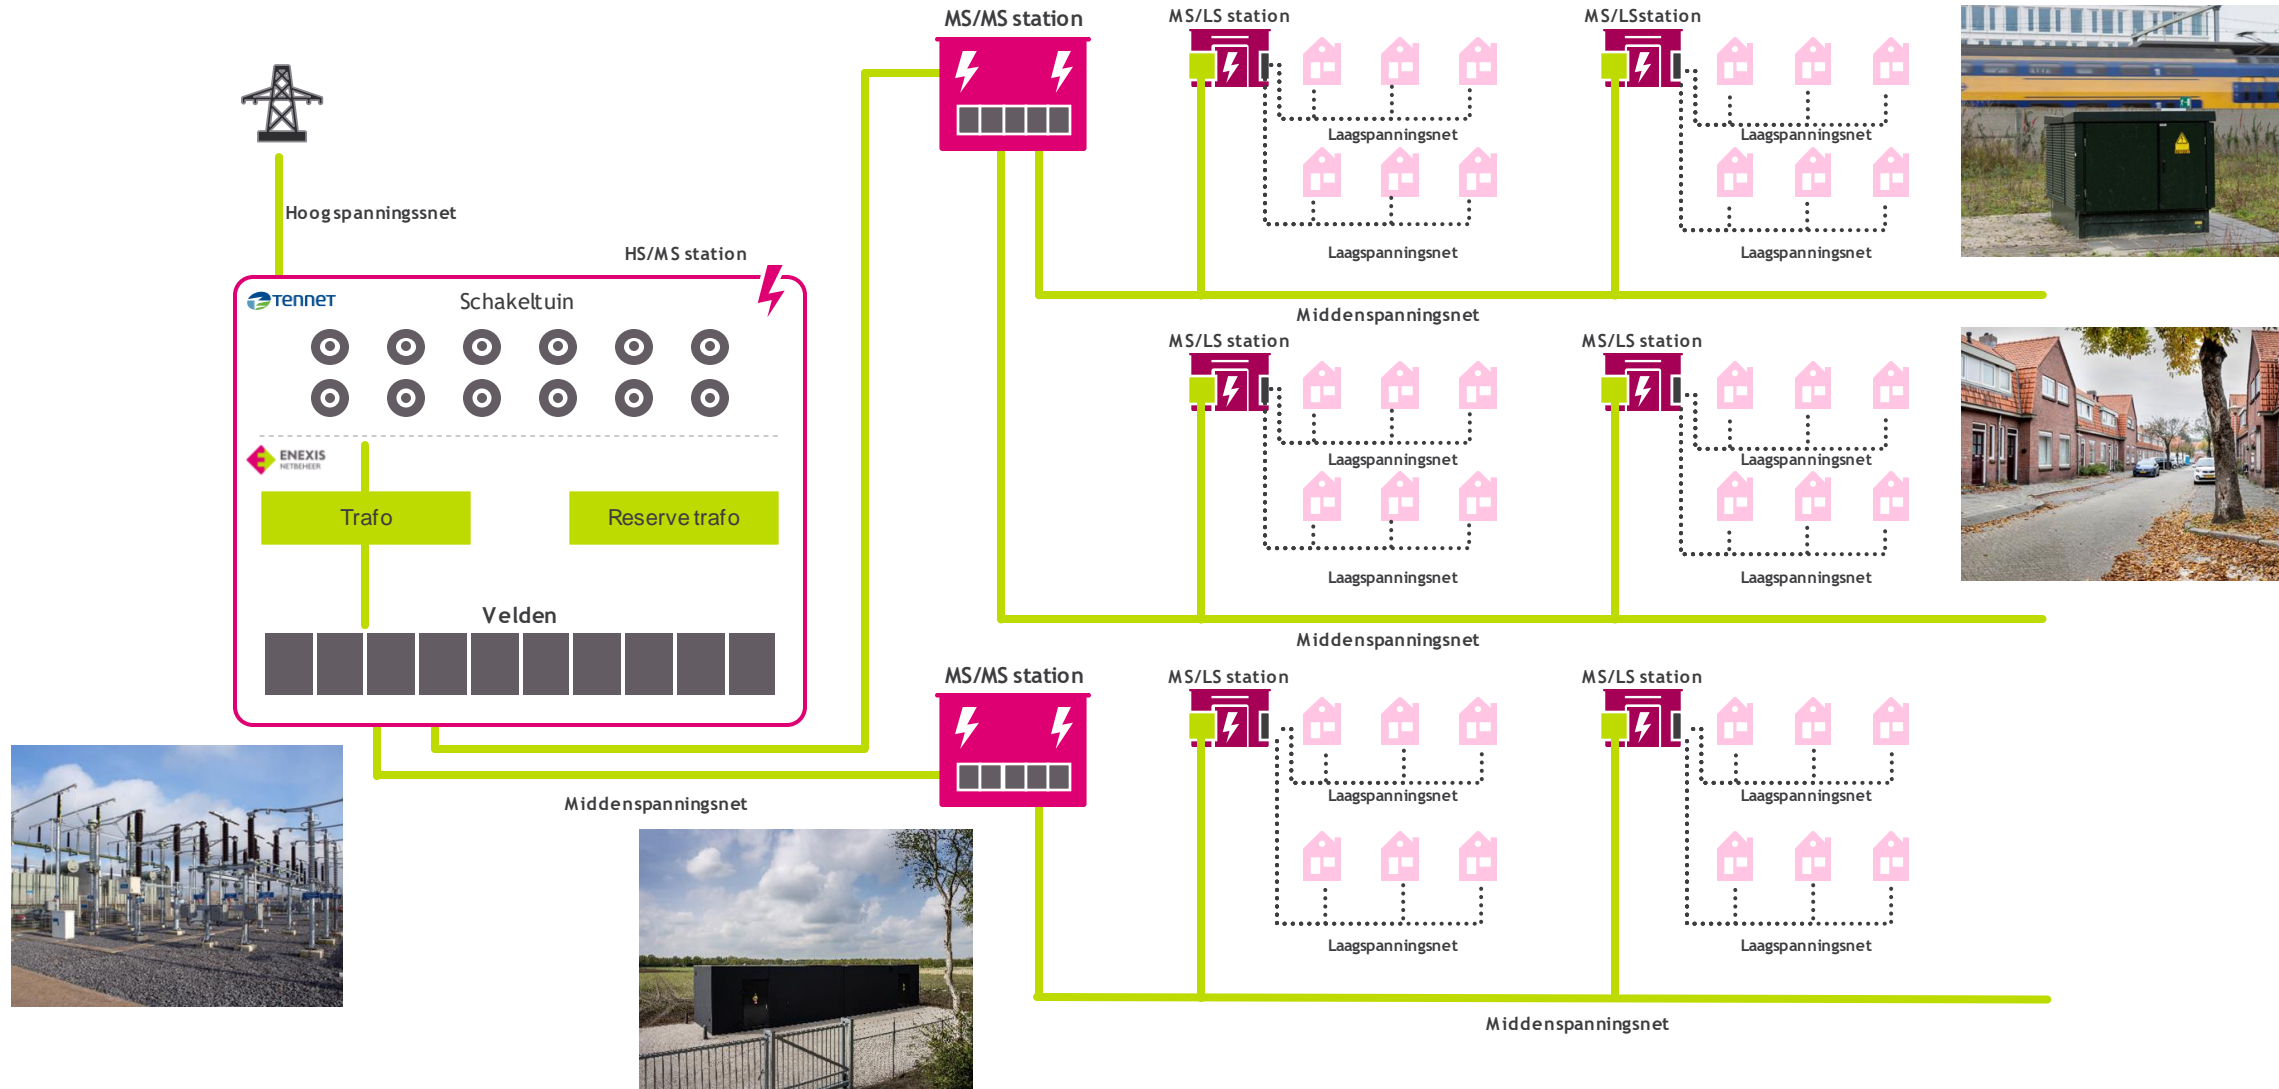 MS/MS station
MS/LS station
MS/LSstation
Laagspanningsnet
Laagspanningsnet
Hoogspanningssnet
HS/MS station
Laagspanningsnet
Laagspanningsnet
TENNET
Schakeltuin
Middenspanningsnet
MS/LS station
MS/LS station
ENEXIS
NETBEHEER
Laagspanningsnet
Laagspanningsnet
Trafo
Reserve trafo
Laagspanningsnet
Laagspanningsnet
Velden
Middenspanningsnet
MS/MS station
MS/LS station
MS/LS station
Middenspanningsnet
Laagspanningsnet
Laagspanningsnet
Laagspanningsnet
Laagspanningsnet
Middenspanningsnet